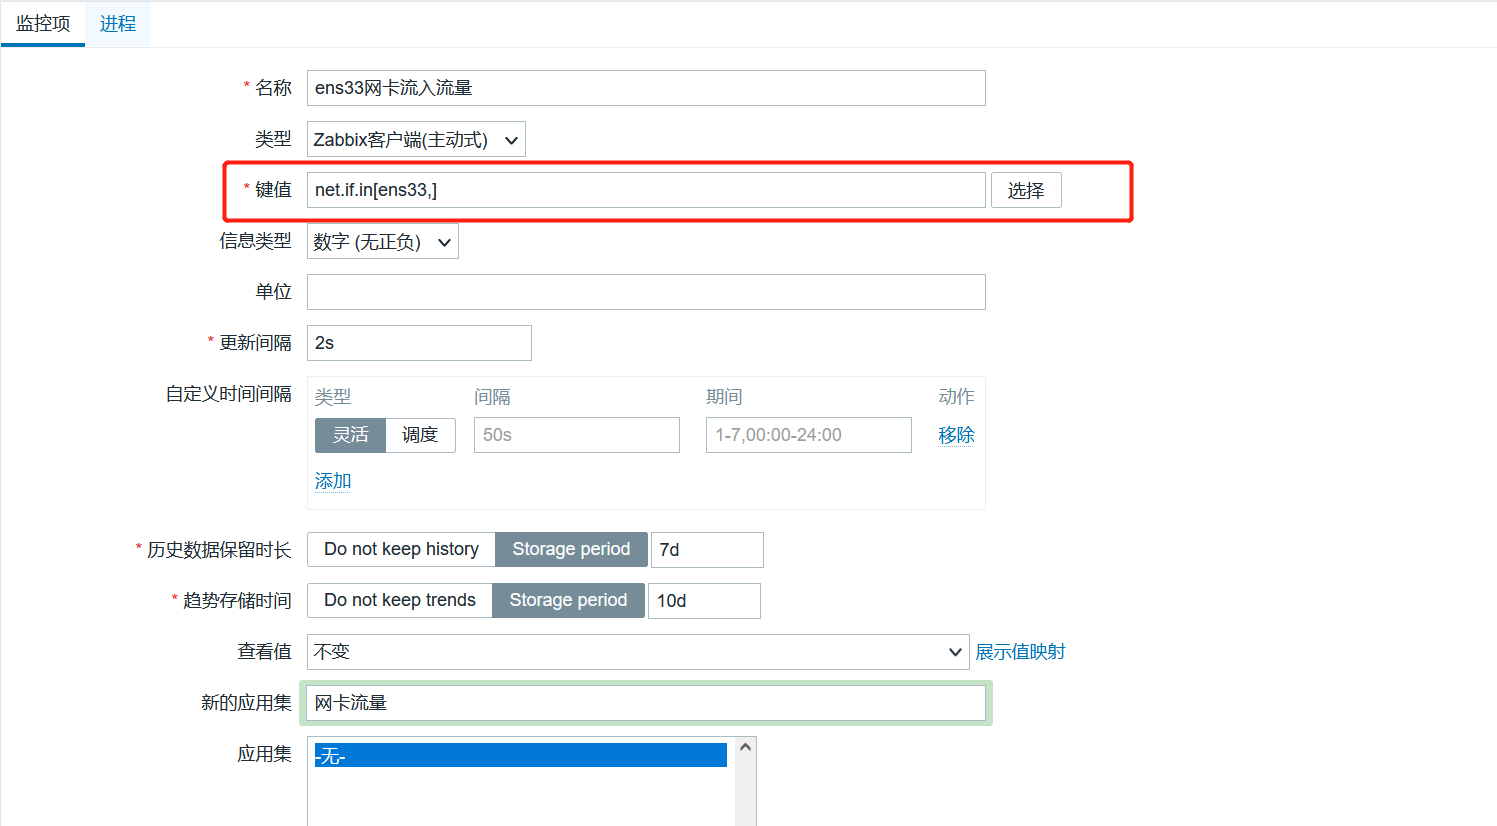 监控项 进程
* 名称 ens33网卡流入流量
类型 Zabbix客户端(主动式)
* 键值 net.if.in[ens33,] 选择
信息类型 数字 (无正负)
单位
* 更新间隔 2s
自定义时间间隔 类型 间隔 期间 动作
灵活 调度 50s 1-7,00:00-24:00 移除
添加
* 历史数据保留时长 Do not keep history Storage period 7d
* 趋势存储时间 Do not keep trends Storage period 10d
查看值 不变 展示值映射
新的应用集 网卡流量
应用集 -无-